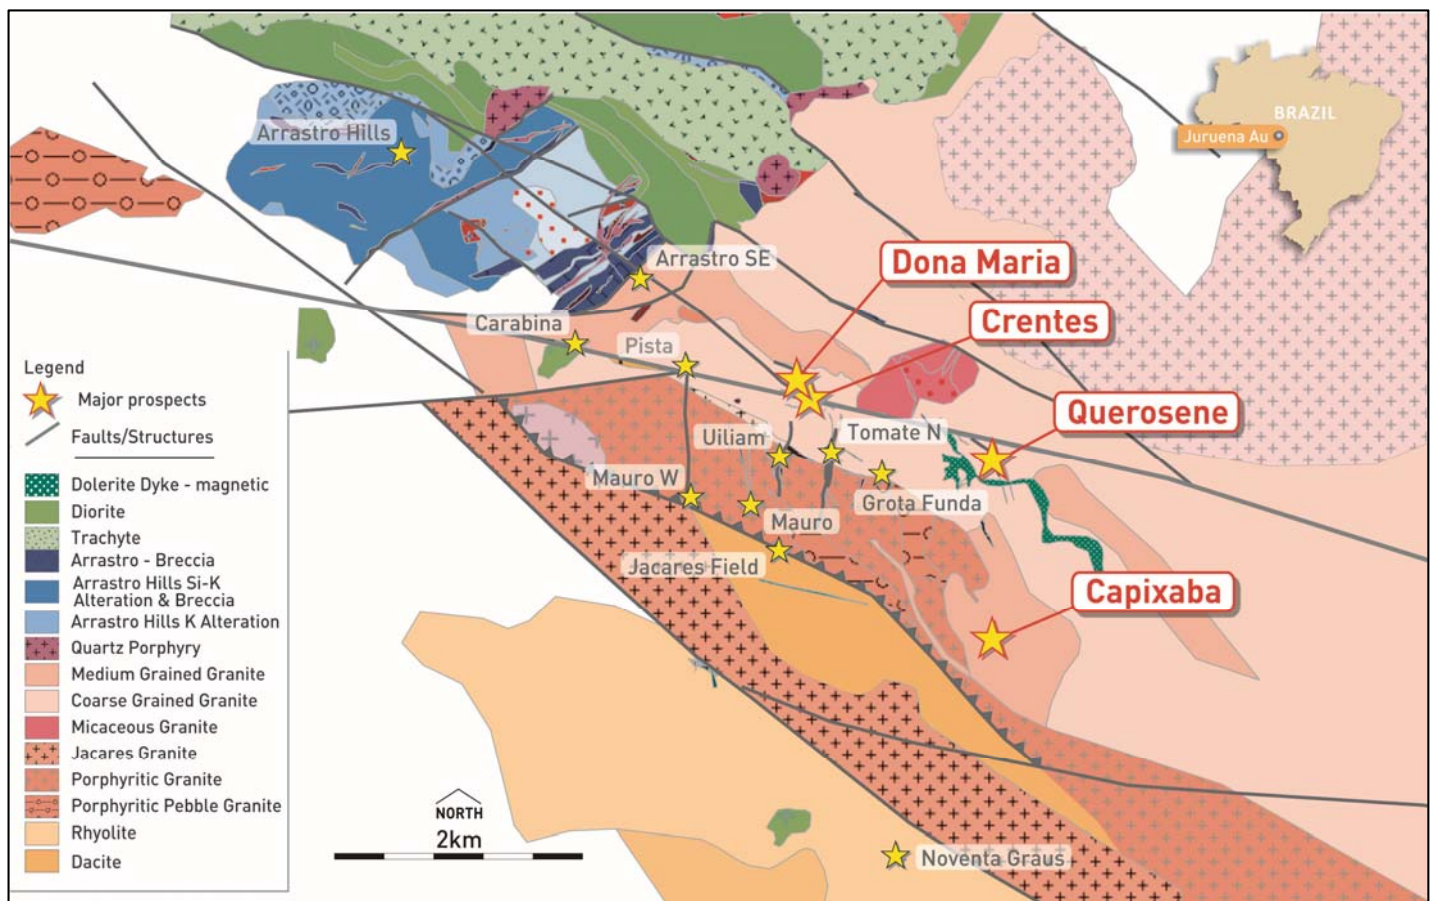 BRAZIL
Juruena Au
Arrastro Hills
Arrastro SE
Dona Maria
Crentes
Carabina
Pista
Querosene
Uiliam
Tomate N
Mauro W
Grota Funda
Mauro
Jacares Field
Capixaba
Noventa Graus
Legend
Major prospects
Faults/Structures
Dolerite Dyke - magnetic
Diorite
Trachyte
Arrastro - Breccia
Arrastro Hills Si-K
Alteration & Breccia
Arrastro Hills K Alteration
Quartz Porphyry
Medium Grained Granite
Coarse Grained Granite
Micaceous Granite
Jacares Granite
Porphyritic Granite
Porphyritic Pebble Granite
Rhyolite
Dacite
NORTH
2km